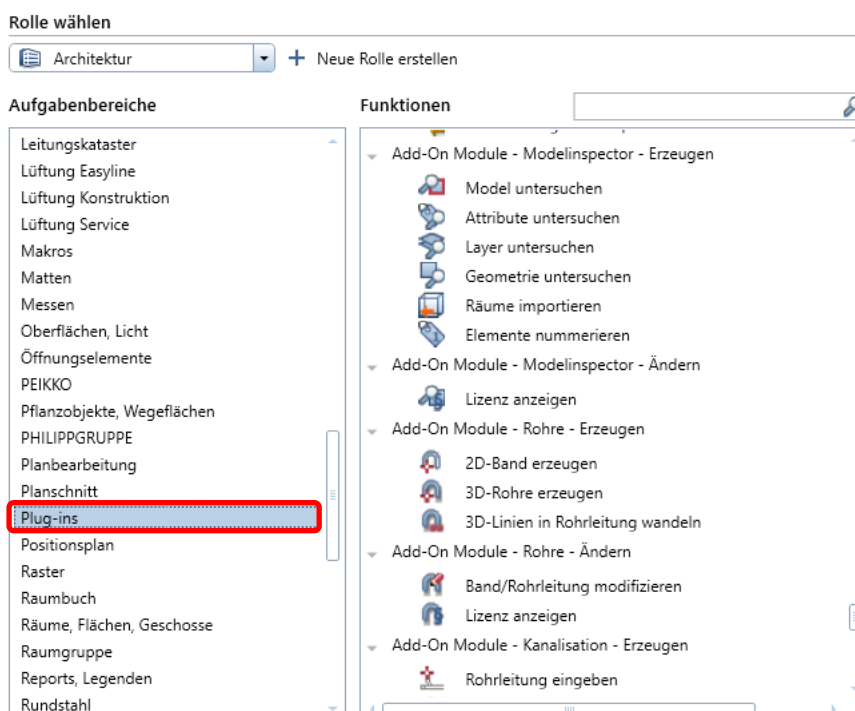 Rolle wählen
Architektur
Neue Rolle erstellen
Aufgabenbereiche
Leitungskataster
Lüftung Easyline
Lüftung Konstruktion
Lüftung Service
Makros
Matten
Messen
Oberflächen, Licht
Öffnungselemente
PEIKKO
Pflanzobjekte, Wegeflächen
PHILIPPGRUPPE
Planbearbeitung
Planschnitt
Plug-ins
Positionsplan
Raster
Raumbuch
Räume, Flächen, Geschosse
Raumgruppe
Reports, Legenden
Rundstahl
Funktionen
Add-On Module - Modelinspector - Erzeugen
Model untersuchen
Attribute untersuchen
Layer untersuchen
Geometrie untersuchen
Räume importieren
Elemente nummerieren
Add-On Module - Modelinspector - Ändern
Lizenz anzeigen
Add-On Module - Rohre - Erzeugen
2D-Band erzeugen
3D-Rohre erzeugen
3D-Linien in Rohrleitung wandeln
Add-On Module - Rohre - Ändern
Band/Rohrleitung modifizieren
Lizenz anzeigen
Add-On Module - Kanalisation - Erzeugen
Rohrleitung eingeben